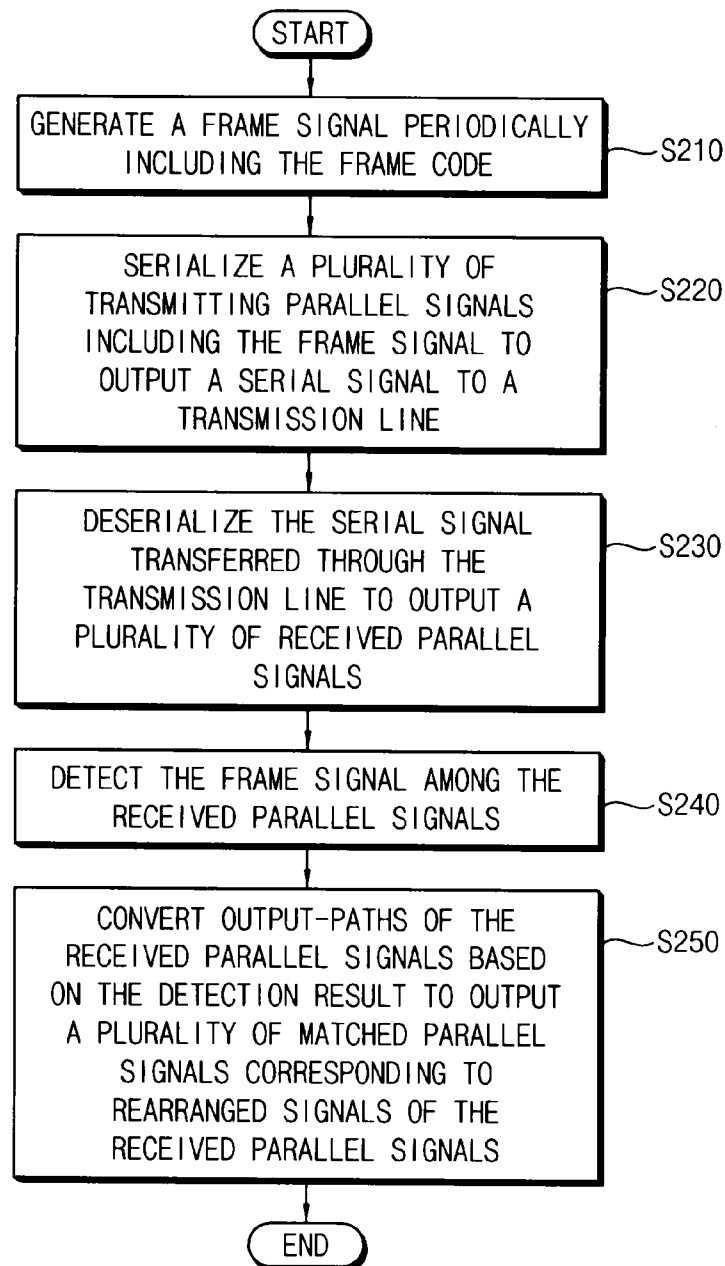 START
GENERATE A FRAME SIGNAL PERIODICALLY
INCLUDING THE FRAME CODE
S210
SERIALIZE A PLURALITY OF
TRANSMITTING PARALLEL SIGNALS
INCLUDING THE FRAME SIGNAL TO
OUTPUT A SERIAL SIGNAL TO A
TRANSMISSION LINE
S220
DESERIALIZE THE SERIAL SIGNAL
TRANSFERRED THROUGH THE
TRANSMISSION LINE TO OUTPUT A
PLURALITY OF RECEIVED PARALLEL
SIGNALS
S230
DETECT THE FRAME SIGNAL AMONG THE
RECEIVED PARALLEL SIGNALS
S240
CONVERT OUTPUT-PATHS OF THE
RECEIVED PARALLEL SIGNALS BASED
ON THE DETECTION RESULT TO OUTPUT
A PLURALITY OF MATCHED PARALLEL
SIGNALS CORRESPONDING TO
REARRANGED SIGNALS OF THE
RECEIVED PARALLEL SIGNALS
S250
END